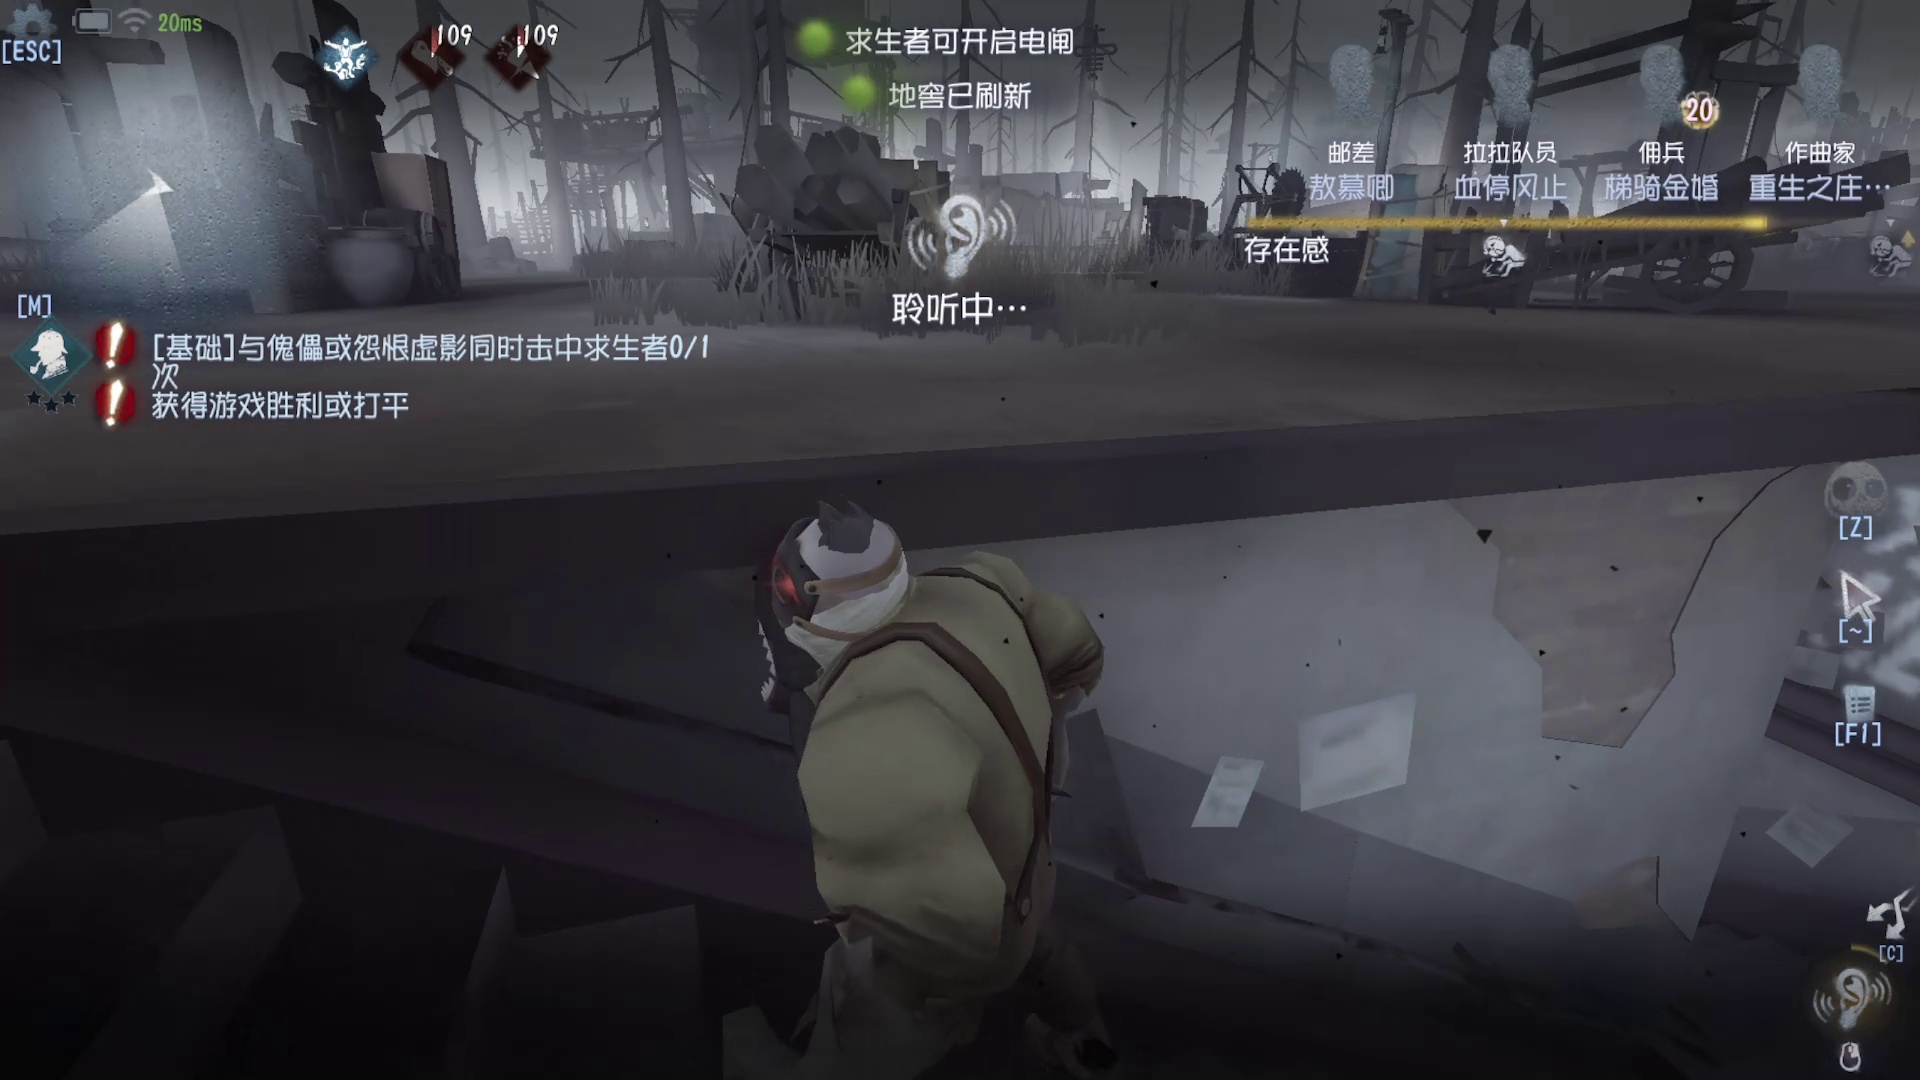 20ms
[ESC]
109
109
求生者可开启电闸
地窖已刷新
20
邮差
拉拉队员
佣兵
作曲家
敖慕卿
血停风止
梯骑金婚
重生之庄…
存在感
聆听中…
[M]
[基础]与傀儡或怨恨虚影同时击中求生者0/1
次
获得游戏胜利或打平
[Z]
[~]
[F1]
[C]